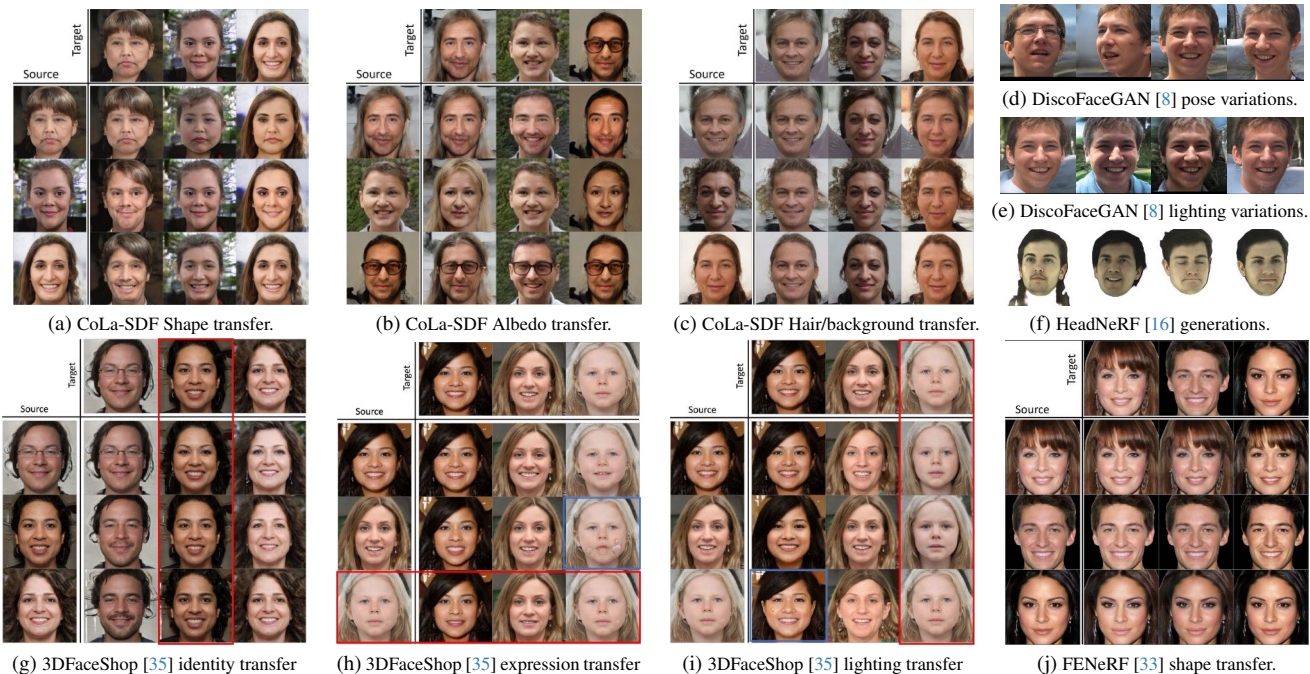 Target
Source
Target
Source
Target
Source
(d) DiscoFaceGAN [8] pose variations.
(e) DiscoFaceGAN [8] lighting variations.
(a) CoLa-SDF Shape transfer.
(b) CoLa-SDF Albedo transfer.
(c) CoLa-SDF Hair/background transfer.
(f) HeadNeRF [16] generations.
Target
Source
Target
Source
Target
Source
Target
Source
(g) 3DFaceShop [35] identity transfer
(h) 3DFaceShop [35] expression transfer
(i) 3DFaceShop [35] lighting transfer
(j) FENeRF [33] shape transfer.